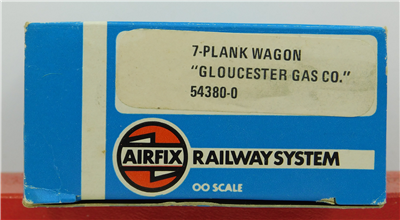 7-PLANK WAGON
"GLOUCESTER GAS CO."
54380-0
AIRFIX RAILWAY SYSTEM
OO SCALE